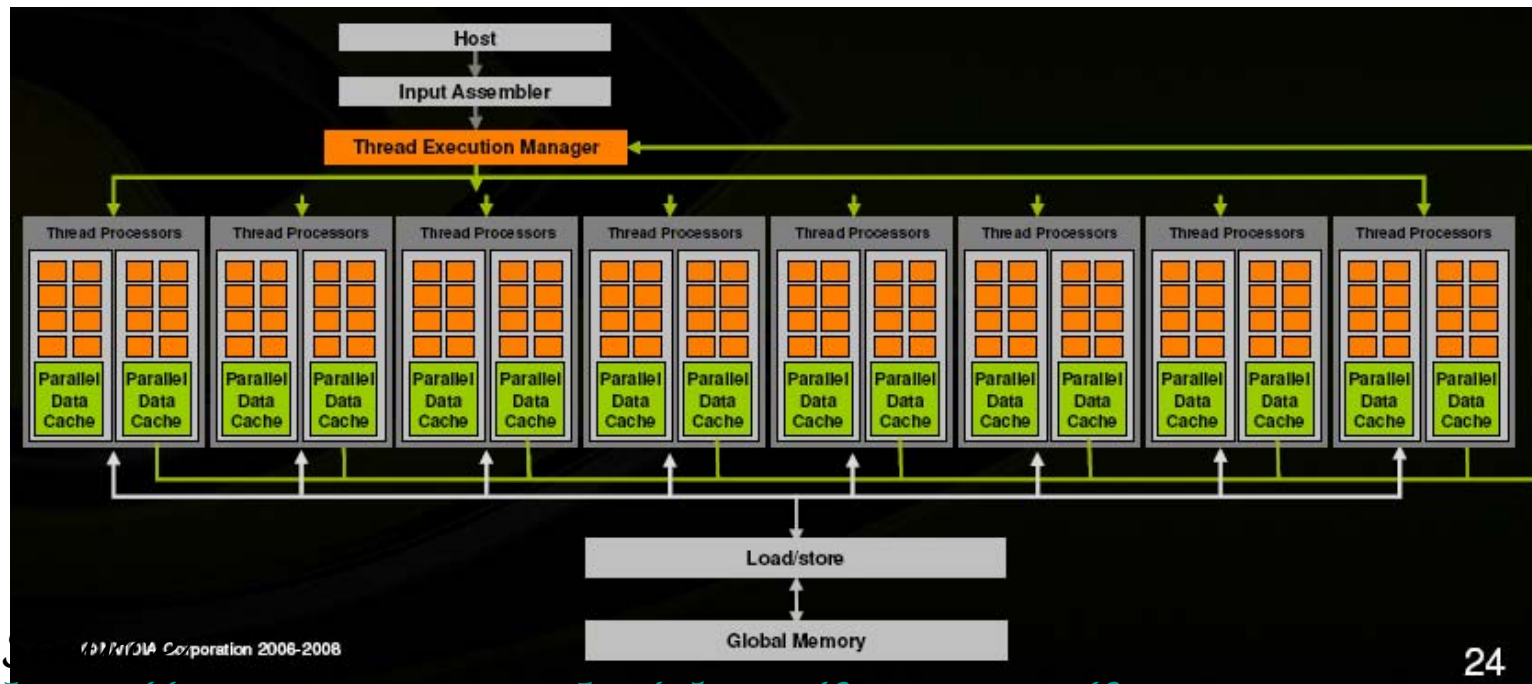 Host
Input Assembler
Thread Execution Manager
Thread Processors Thread Processors Thread Processors Thread Processors Thread Processors Thread Processors Thread Processors Thread Processors
Parallel Parallel Parallel Parallel Parallel Parallel Parallel Parallel Parallel Parallel Parallel Parallel Parallel Parallel Parallel Parallel
Data Data Data Data Data Data Data Data Data Data Data Data Data Data Data Data
Cache Cache Cache Cache Cache Cache Cache Cache Cache Cache Cache Cache Cache Cache Cache Cache
Load/store
Global Memory
Corporation 2006-2008
24